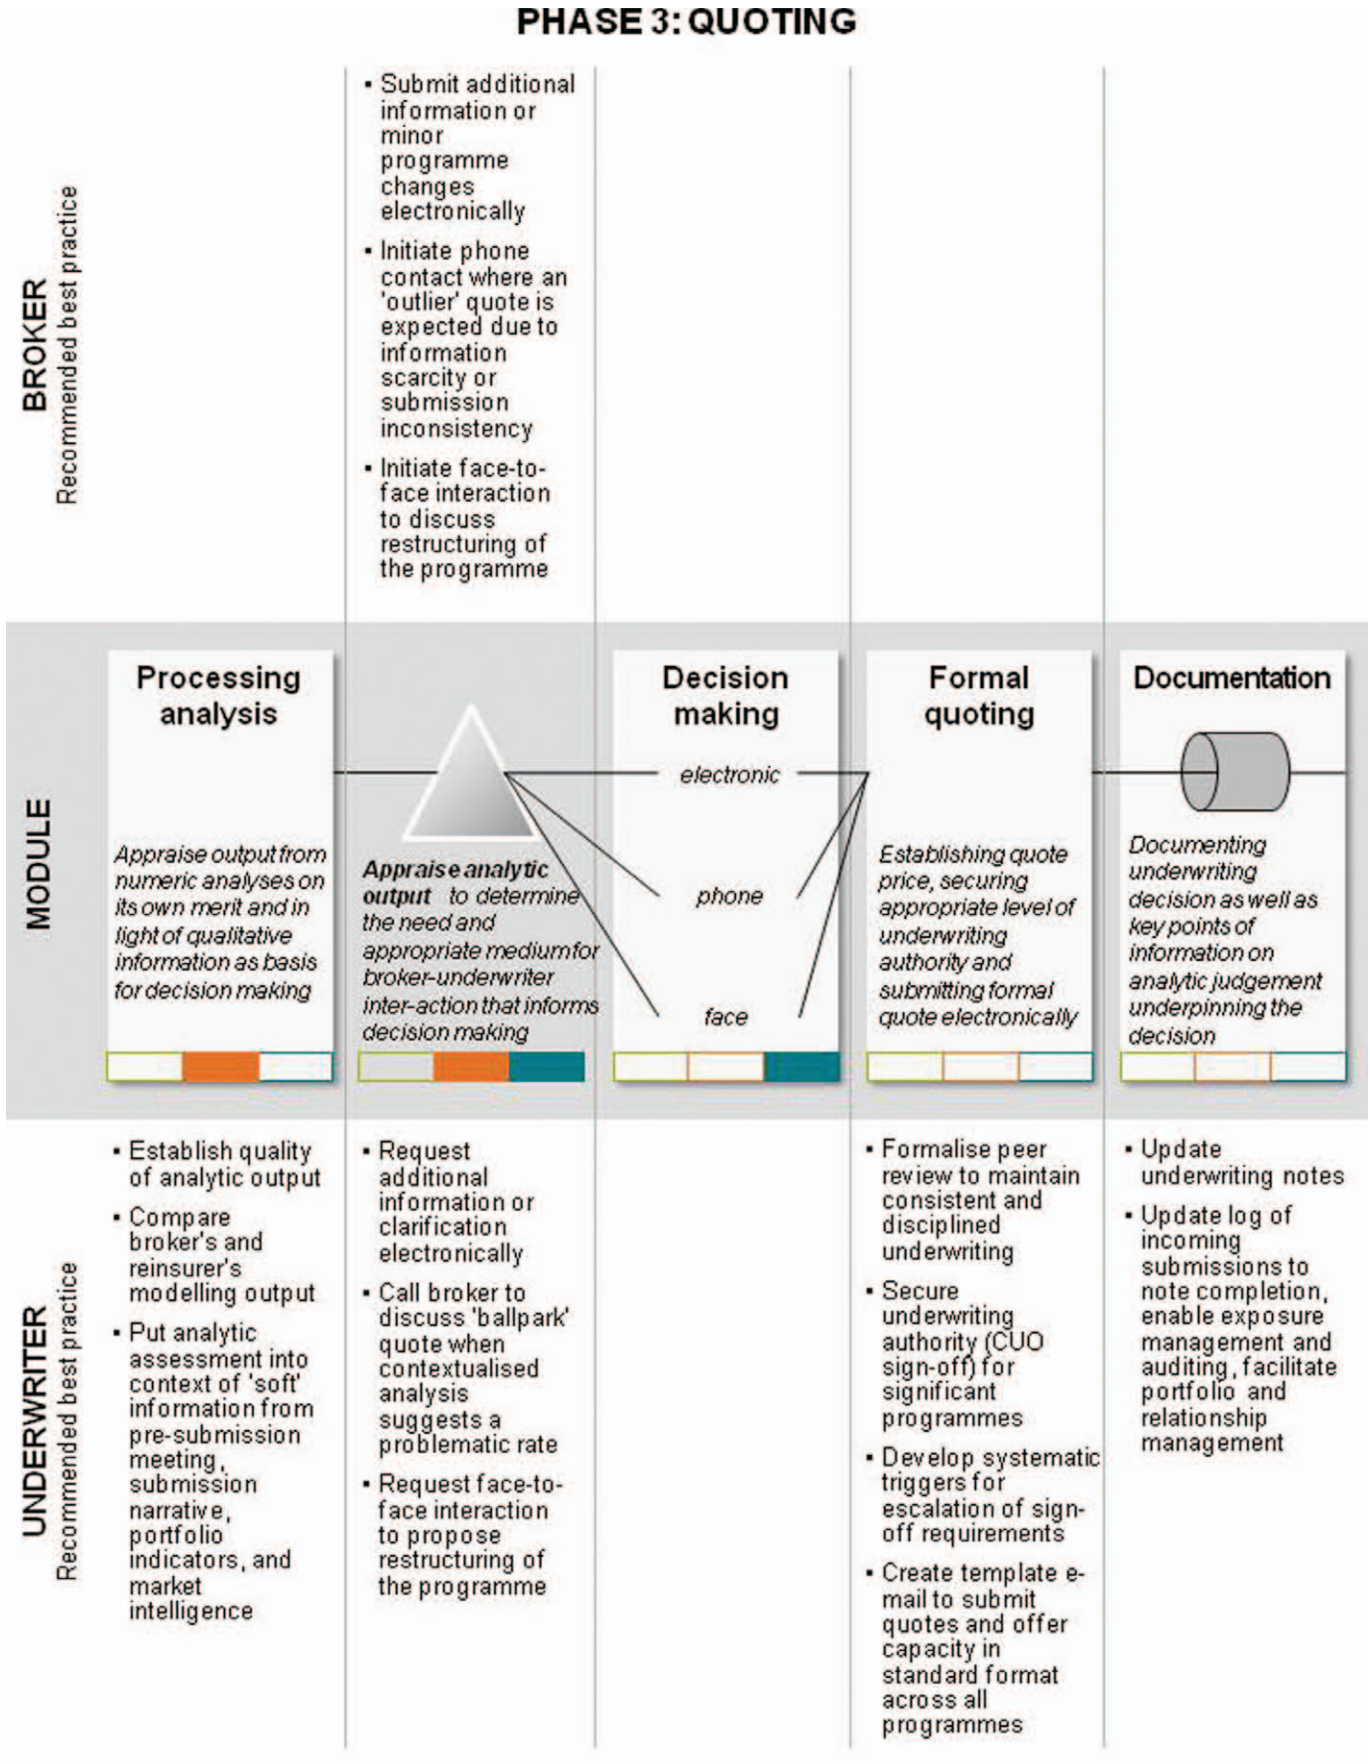 PHASE 3: QUOTING
BROKER
Recommended best practice
▪ Submit additional
information or
minor
programme
changes
electronically
▪ Initiate phone
contact where an
'outlier' quote is
expected due to
information
scarcity or
submission
inconsistency
▪ Initiate face-to-
face interaction
to discuss
restructuring of
the programme
MODULE
Processing
analysis
Appraise output from
numeric analyses on
its own merit and in
light of qualitative
information as basis
for decision making
Appraise analytic
output to determine
the need and
appropriate medium for
broker-underwriter
inter-action that informs
decision making
Decision
making
electronic
phone
face
Formal
quoting
Establishing quote
price, securing
appropriate level of
underwriting
authority and
submitting formal
quote electronically
Documentation
Documenting
underwriting
decision as well as
key points of
information on
analytic judgement
underpinning the
decision
UNDERWRITER
Recommended best practice
▪ Establish quality
of analytic output
▪ Compare
broker's and
reinsurer's
modelling output
▪ Put analytic
assessment into
context of 'soft'
information from
pre-submission
meeting,
submission
narrative,
portfolio
indicators, and
market
intelligence
▪ Request
additional
information or
clarification
electronically
▪ Call broker to
discuss 'ballpark'
quote when
contextualised
analysis
suggests a
problematic rate
▪ Request face-to-
face interaction
to propose
restructuring of
the programme
▪ Formalise peer
review to maintain
consistent and
disciplined
underwriting
▪ Secure
underwriting
authority (CUO
sign-off) for
significant
programmes
▪ Develop systematic
triggers for
escalation of sign-
off requirements
▪ Create template e-
mail to submit
quotes and offer
capacity in
standard format
across all
programmes
▪ Update
underwriting notes
▪ Update log of
incoming
submissions to
note completion,
enable exposure
management and
auditing, facilitate
portfolio and
relationship
management